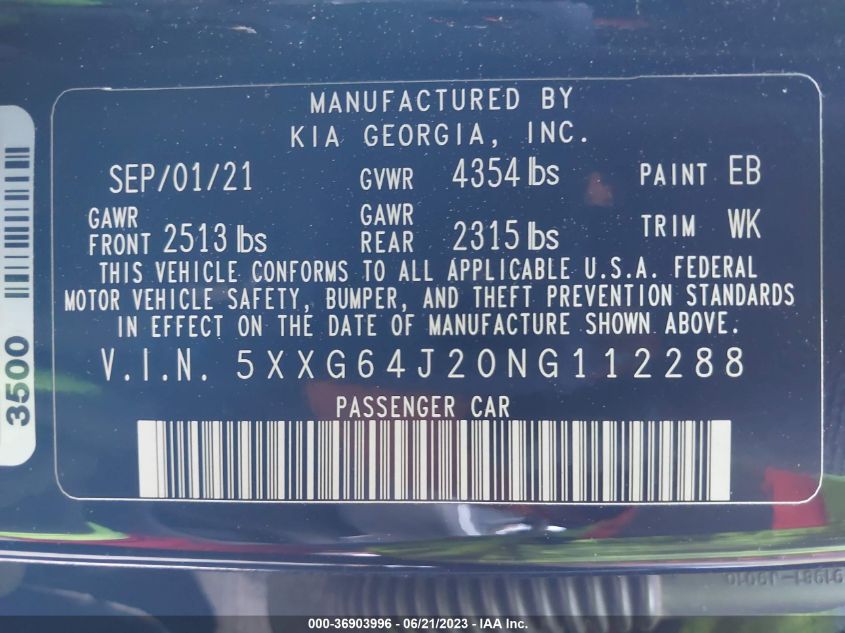 MANUFACTURED BY
KIA GEORGIA, INC.
SEP/01/21 GVWR 4354 lbs PAINT EB
GAWR FRONT 2513 lbs GAWR REAR 2315 lbs TRIM WK
THIS VEHICLE CONFORMS TO ALL APPLICABLE U.S.A. FEDERAL
MOTOR VEHICLE SAFETY, BUMPER, AND THEFT PREVENTION STANDARDS
IN EFFECT ON THE DATE OF MANUFACTURE SHOWN ABOVE.
V.I.N. 5XXG64J20NG112288
PASSENGER CAR
3500
91981-J9010
000-36903996 / 06/21/2023 - IAA Inc.